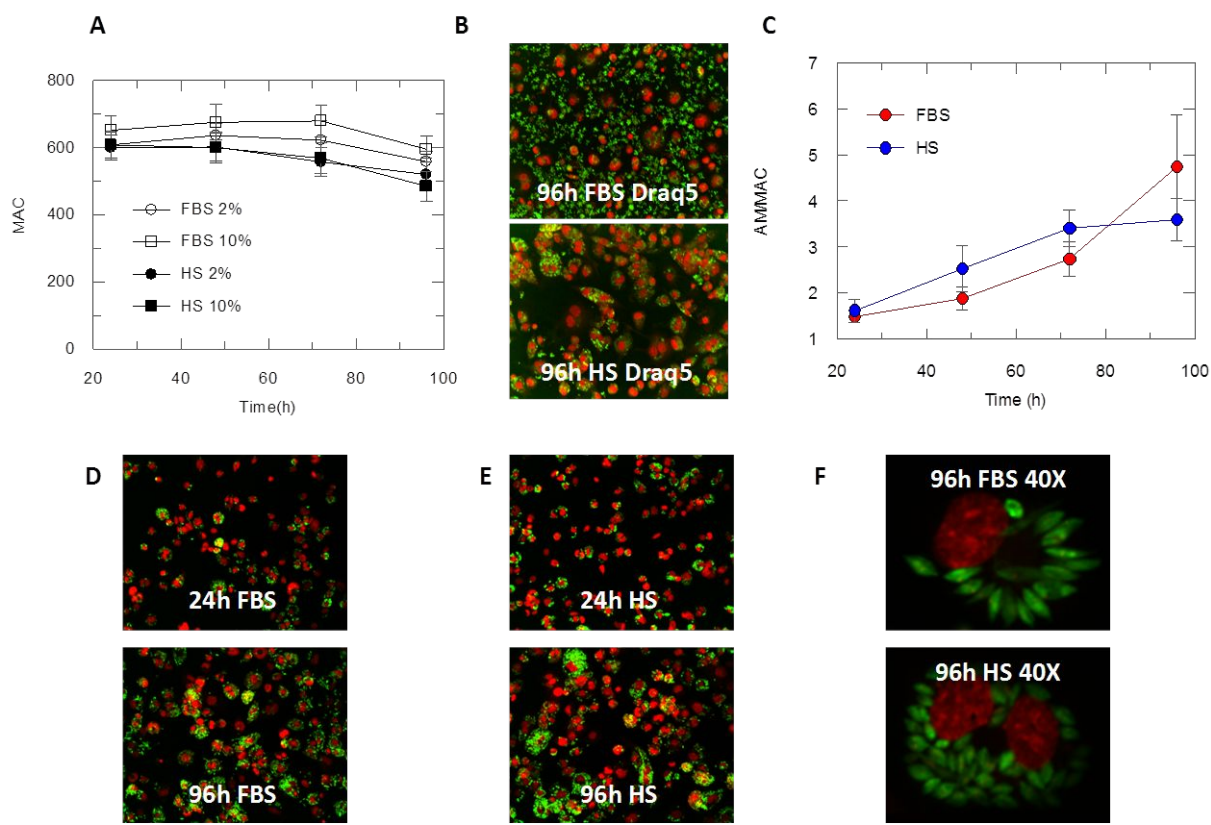 A
MAC
800
600
400
200
0
FBS 2%
FBS 10%
HS 2%
HS 10%
20
40
60
80
100
Time(h)
B
96h FBS Draq5
96h HS Draq5
C
AM/MAC
7
6
5
4
3
2
1
FBS
HS
20
40
60
80
100
Time (h)
D
24h FBS
96h FBS
E
24h HS
96h HS
F
96h FBS 40X
96h HS 40X